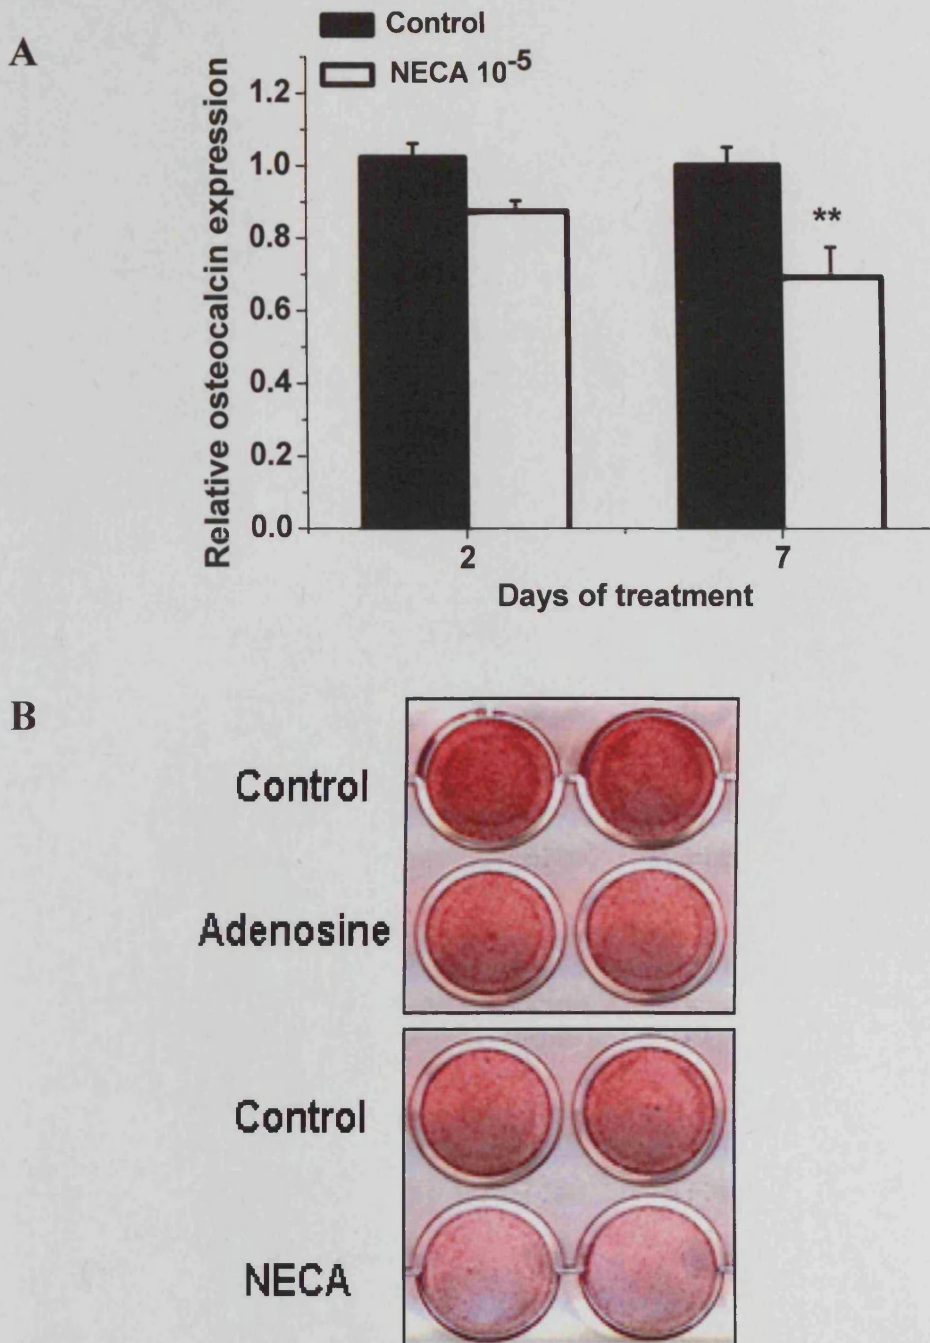 A
Control
NECA 10⁻⁵
Relative osteocalcin expression
1.2
1.0
0.8
0.6
0.4
0.2
0.0
**
2 7
Days of treatment
B
Control
Adenosine
Control
NECA